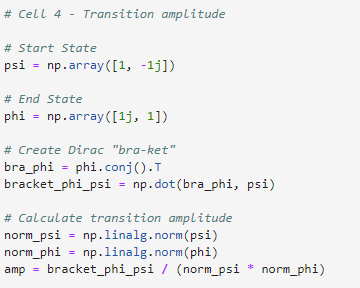 # Cell 4 - Transition amplitude
# Start State
psi = np.array([1, -1j])
# End State
phi = np.array([1j, 1])
# Create Dirac "bra-ket"
bra_phi = phi.conj().T
bracket_phi_psi = np.dot(bra_phi, psi)
# Calculate transition amplitude
norm_psi = np.linalg.norm(psi)
norm_phi = np.linalg.norm(phi)
amp = bracket_phi_psi / (norm_psi * norm_phi)